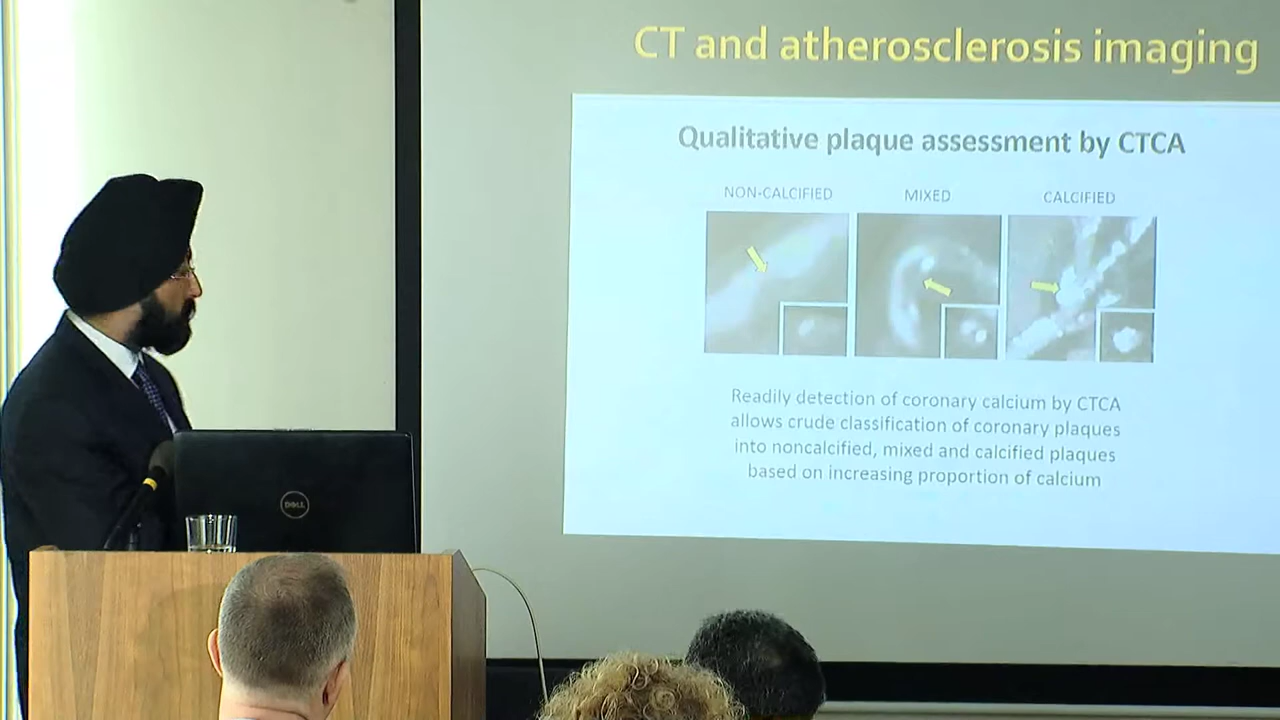 CT and atherosclerosis imaging
Qualitative plaque assessment by CTCA
NON-CALCIFIED
MIXED
CALCIFIED
Readily detection of coronary calcium by CTCA
allows crude classification of coronary plaques
into noncalcified, mixed and calcified plaques
based on increasing proportion of calcium
DELL